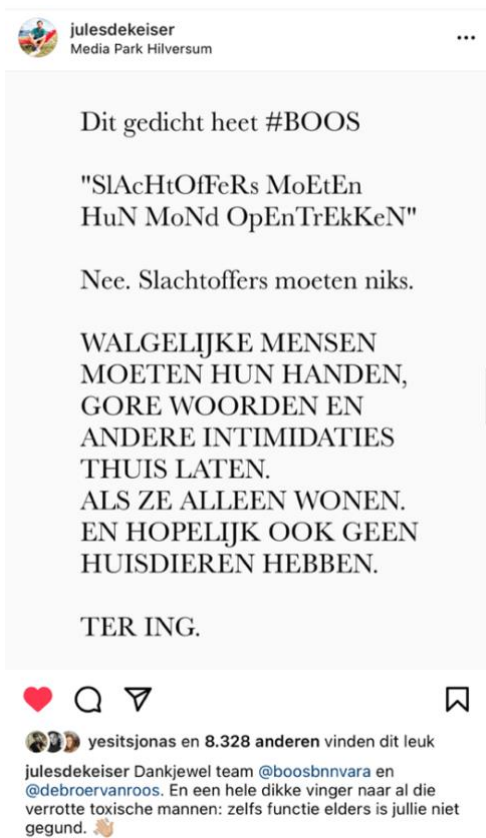 julesdekeiser
Media Park Hilversum
Dit gedicht heet #BOOS
"SlAcHtOfFeRs MoEtEn
HuN MoNd OpEnTrEkKeN"
Nee. Slachtoffers moeten niks.
WALGELIJKE MENSEN
MOETEN HUN HANDEN,
GORE WOORDEN EN
ANDERE INTIMIDATIES
THUIS LATEN.
ALS ZE ALLEEN WONEN.
EN HOPELIJK OOK GEEN
HUISDIEREN HEBBEN.
TER ING.
yesitsjonas en 8.328 anderen vinden dit leuk
julesdekeiser Dankjewel team @boosbnnvara en
@debroervanroos. En een hele dikke vinger naar al die
verrotte toxische mannen: zelfs functie elders is jullie niet
gegund. 👋🏼